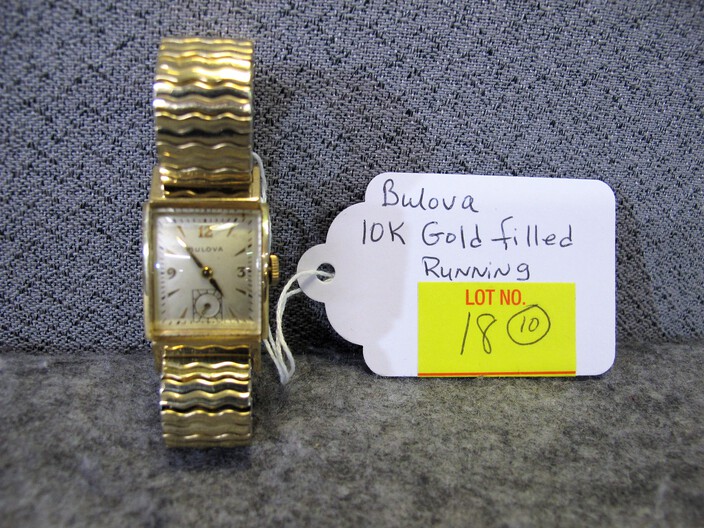 12
BULOVA
9 3
Bulova
10K Gold filled
Running
LOT NO.
18 10